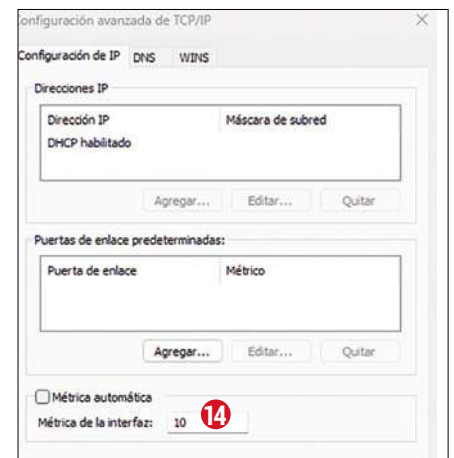 Configuración avanzada de TCP/IP
Configuración de IP DNS WINS
Direcciones IP
Dirección IP Máscara de subred
DHCP habilitado
Agregar... Editar... Quitar
Puertas de enlace predeterminadas:
Puerta de enlace Métrico
Agregar... Editar... Quitar
Métrica automática
Métrica de la interfaz: 10 14